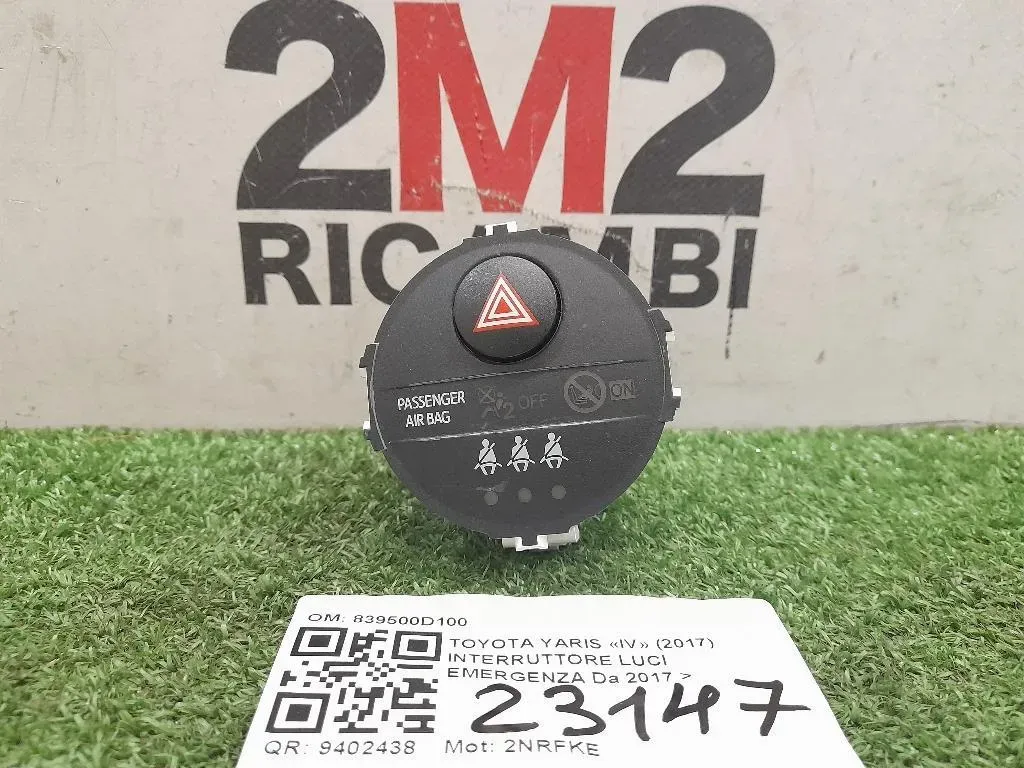 2M2
RICAMBI
PASSENGER
AIR BAG
2 OFF
ON
OM: 839500D100
TOYOTA YARIS «IV» (2017)
INTERRUTTORE LUCI
EMERGENZA Da 2017 >
23147
QR: 9402438 Mot: 2NRFKE